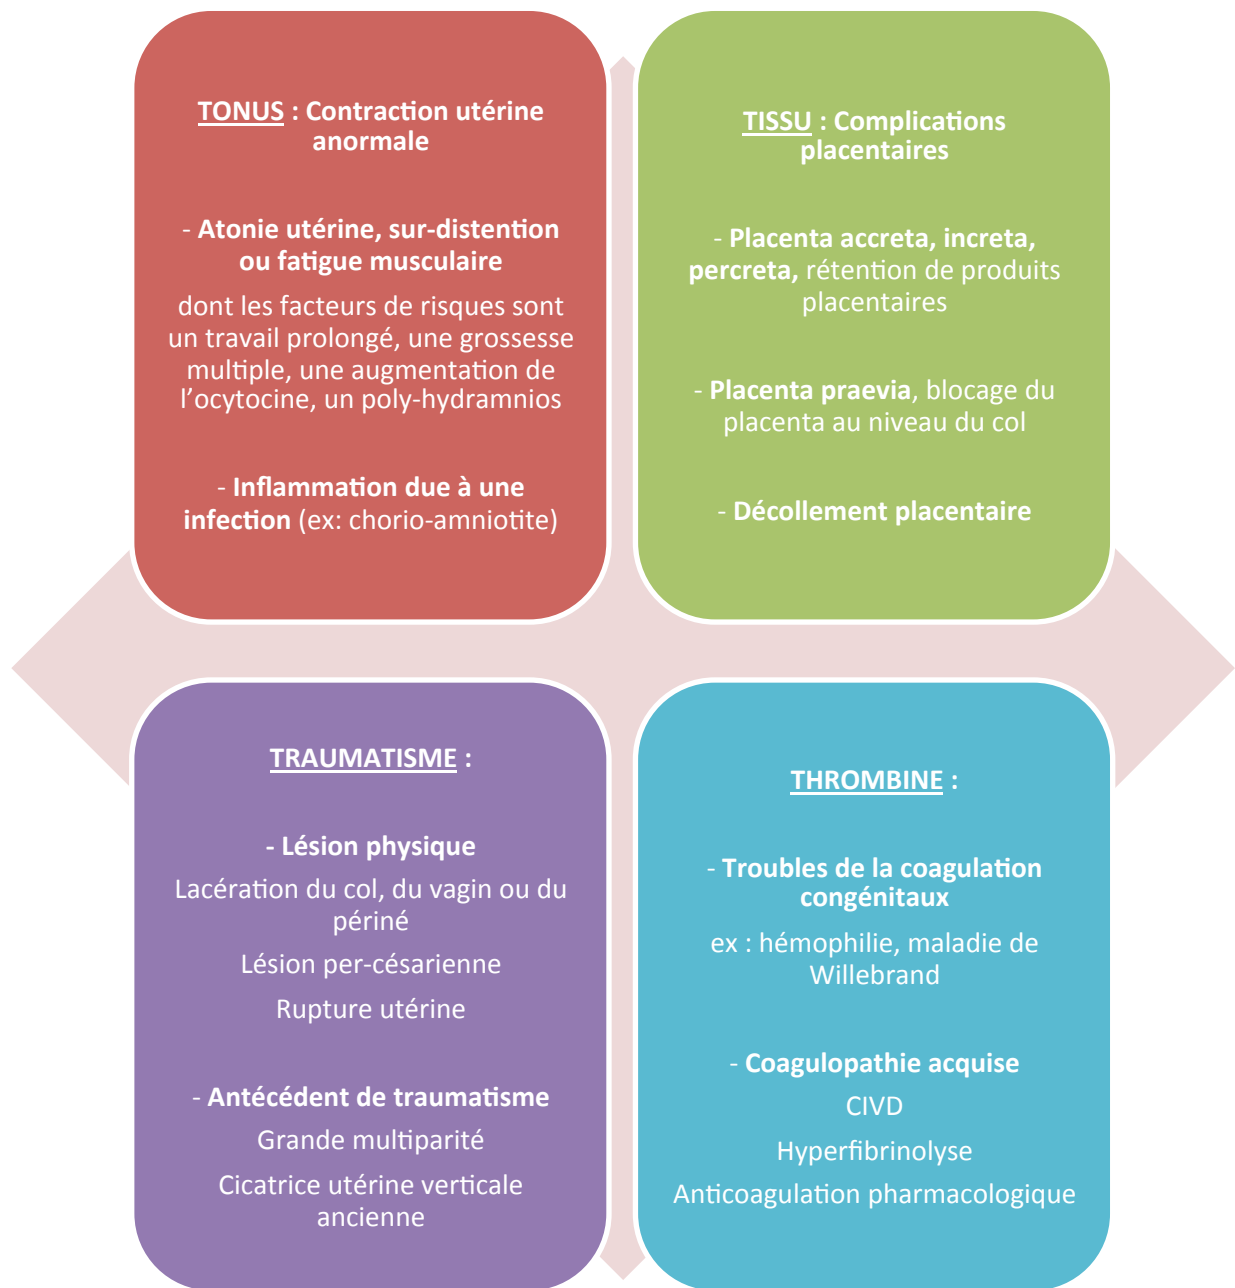 TONUS : Contraction utérine
anormale
- Atonie utérine, sur-distention
ou fatigue musculaire
dont les facteurs de risques sont
un travail prolongé, une grossesse
multiple, une augmentation de
l'ocytocine, un poly-hydramnios
- Inflammation due à une
infection (ex: chorio-amniotite)
TISSU : Complications
placentaires
- Placenta accreta, increta,
percreta, rétention de produits
placentaires
- Placenta praevia, blocage du
placenta au niveau du col
- Décollement placentaire
TRAUMATISME :
- Lésion physique
Lacération du col, du vagin ou du
périné
Lésion per-césarienne
Rupture utérine
- Antécédent de traumatisme
Grande multiparité
Cicatrice utérine verticale
ancienne
THROMBINE :
- Troubles de la coagulation
congénitaux
ex : hémophilie, maladie de
Willebrand
- Coagulopathie acquise
CIVD
Hyperfibrinolyse
Anticoagulation pharmacologique